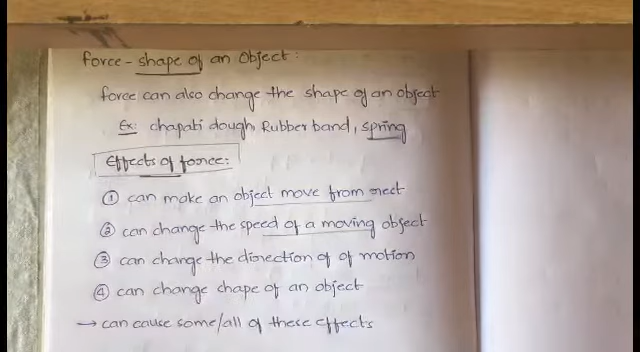 force - shape of an Object:
force can also change the shape of an object
Ex: chapati dough, Rubber band, spring
Effects of force:
① can make an object move from rest
② can change the speed of a moving object
③ can change the direction of of motion
④ can change shape of an object
→ can cause some/all of these effects